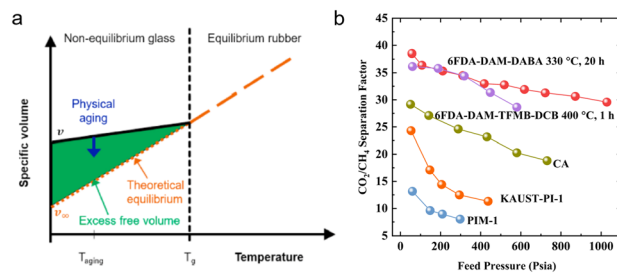 a
Non-equilibrium glass
Equilibrium rubber
Specific volume
Physical
aging
v
v∞
Theoretical
equilibrium
Excess free volume
Taging
Tg
Temperature
b
CO2/CH4 Separation Factor
45
40
35
30
25
20
15
10
5
0
6FDA-DAM-DABA 330 °C, 20 h
6FDA-DAM-TFMB-DCB 400 °C, 1 h
CA
KAUST-PI-1
PIM-1
0 200 400 600 800 1000
Feed Pressure (Psia)